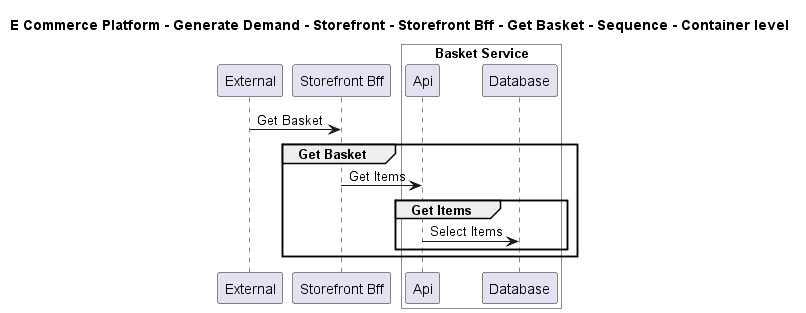 E Commerce Platform - Generate Demand - Storefront - Storefront Bff - Get Basket - Sequence - Container level
Basket Service
External Storefront Bff Api Database
Get Basket
Get Basket
Get Items
Get Items
Select Items
External Storefront Bff Api Database